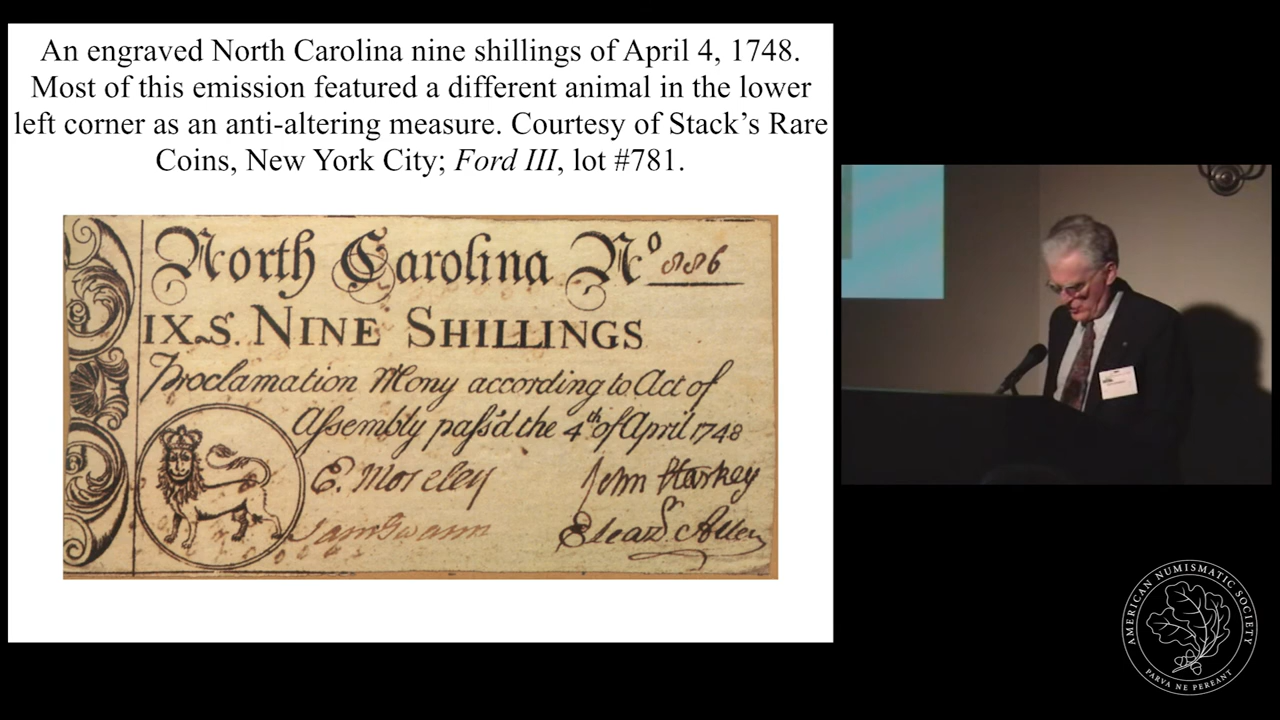 An engraved North Carolina nine shillings of April 4, 1748.
Most of this emission featured a different animal in the lower
left corner as an anti-altering measure. Courtesy of Stack’s Rare
Coins, New York City; Ford III, lot #781.
North Carolina No 886
IX.S. NINE SHILLINGS
Proclamation Mony according to Act of
Assembly pass'd the 4th of April 1748
E. Moseley
John Starkey
Sam Swann
Eleazr Allen
AMERICAN NUMISMATIC SOCIETY
PARVA NE PEREANT